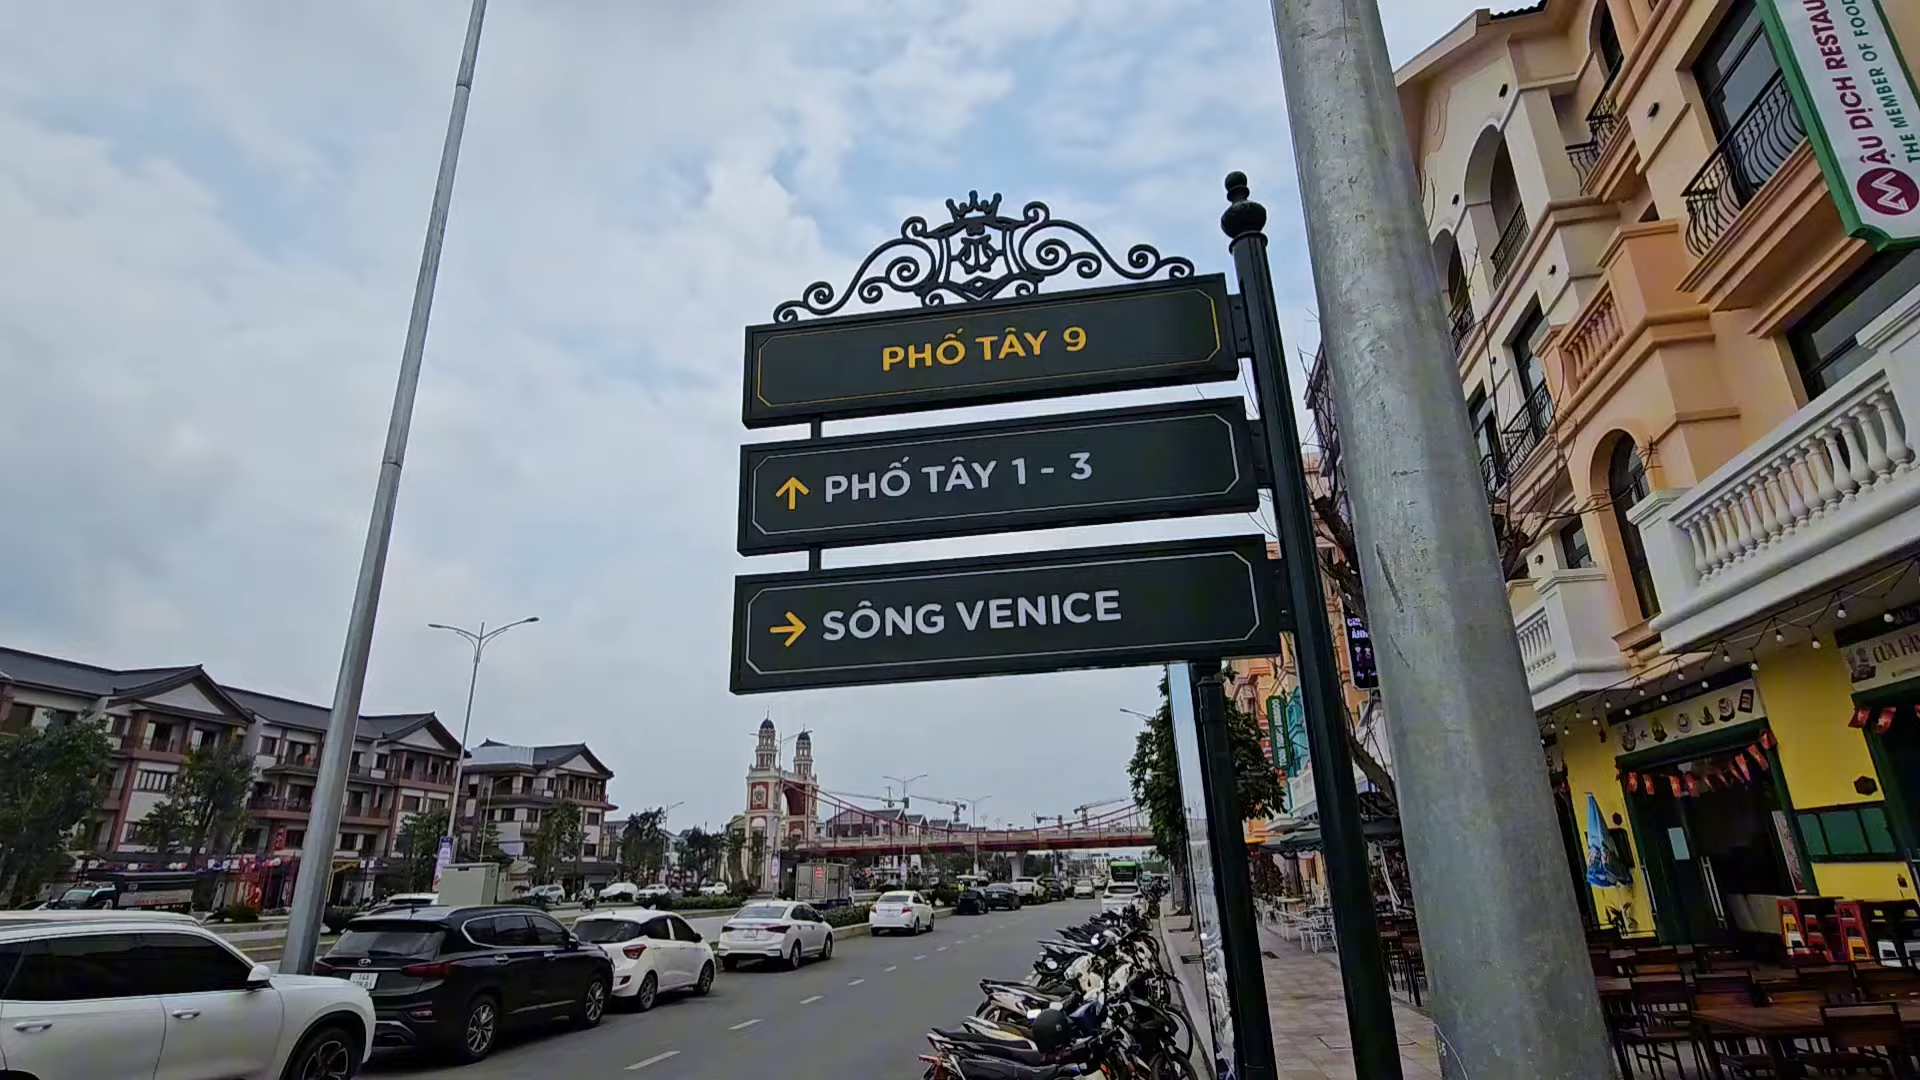 PHỐ TÂY 9
PHỐ TÂY 1 - 3
SÔNG VENICE
ẬU DỊCH RESTAU
THE MEMBER OF FOOD